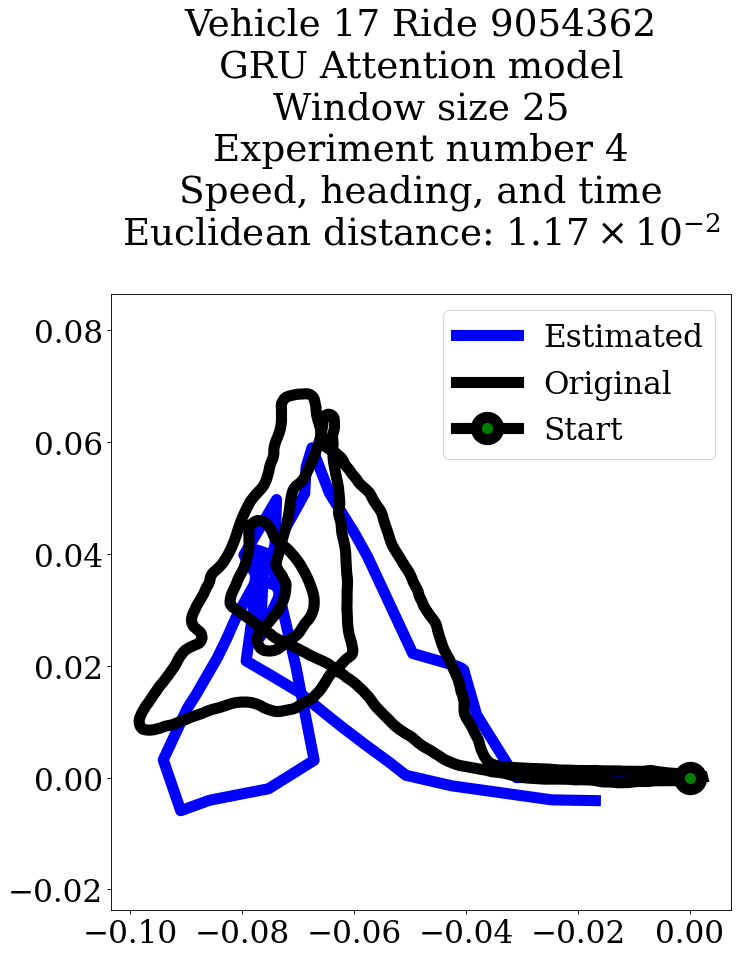 Vehicle 17 Ride 9054362
GRU Attention model
Window size 25
Experiment number 4
Speed, heading, and time
Euclidean distance: 1.17 × 10⁻²
Estimated
Original
Start
0.08
0.06
0.04
0.02
0.00
−0.02
−0.10 −0.08 −0.06 −0.04 −0.02 0.00